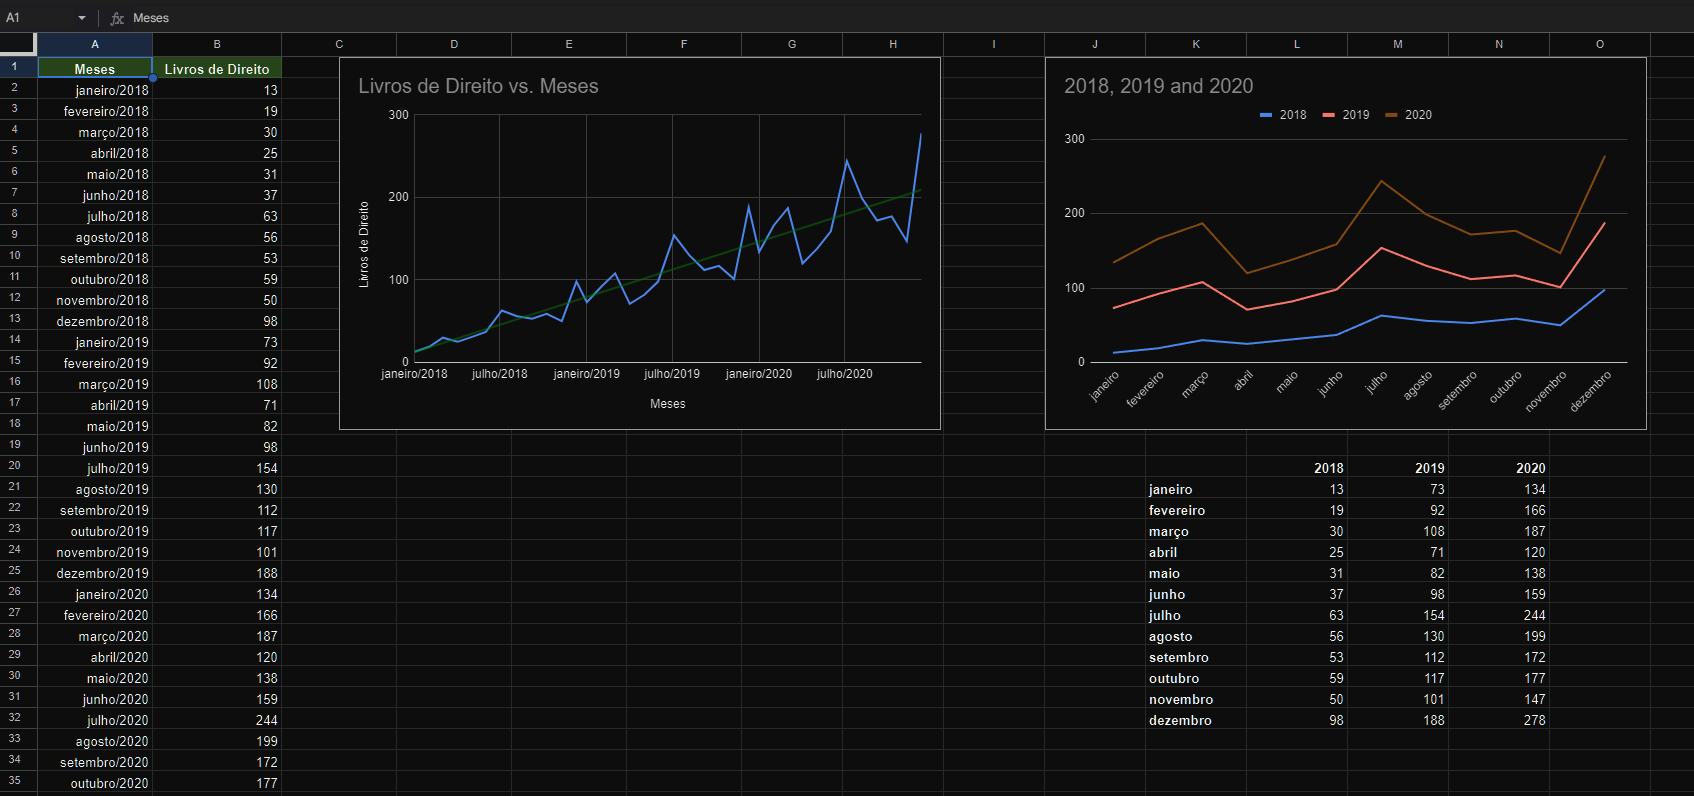 A1 fx Meses
A B C D E F G H I J K L M N O
1 Meses Livros de Direito
2 janeiro/2018 13
3 fevereiro/2018 19
4 março/2018 30
5 abril/2018 25
6 maio/2018 31
7 junho/2018 37
8 julho/2018 63
9 agosto/2018 56
10 setembro/2018 53
11 outubro/2018 59
12 novembro/2018 50
13 dezembro/2018 98
14 janeiro/2019 73
15 fevereiro/2019 92
16 março/2019 108
17 abril/2019 71
18 maio/2019 82
19 junho/2019 98
20 julho/2019 154
21 agosto/2019 130
22 setembro/2019 112
23 outubro/2019 117
24 novembro/2019 101
25 dezembro/2019 188
26 janeiro/2020 134
27 fevereiro/2020 166
28 março/2020 187
29 abril/2020 120
30 maio/2020 138
31 junho/2020 159
32 julho/2020 244
33 agosto/2020 199
34 setembro/2020 172
35 outubro/2020 177
Livros de Direito vs. Meses
300
200
100
0
Livros de Direito
janeiro/2018 julho/2018 janeiro/2019 julho/2019 janeiro/2020 julho/2020
Meses
2018, 2019 and 2020
2018 2019 2020
300
200
100
0
janeiro fevereiro março abril maio junho julho agosto setembro outubro novembro dezembro
2018 2019 2020
janeiro 13 73 134
fevereiro 19 92 166
março 30 108 187
abril 25 71 120
maio 31 82 138
junho 37 98 159
julho 63 154 244
agosto 56 130 199
setembro 53 112 172
outubro 59 117 177
novembro 50 101 147
dezembro 98 188 278